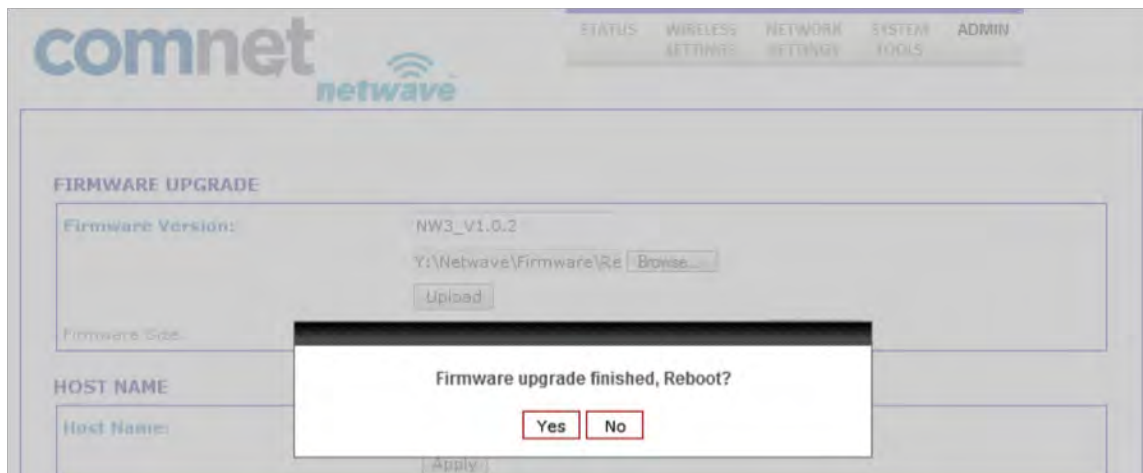 comnet
netwave
STATUS
WIRELESS
SETTINGS
NETWORK
SETTINGS
SYSTEM
TOOLS
ADMIN
FIRMWARE UPGRADE
Firmware Version:
NW3_V1.0.2
Y:\Netwave\Firmware\Re Browse...
Upload
Firmware Size
Firmware upgrade finished, Reboot?
Yes No
HOST NAME
Host Name:
Apply